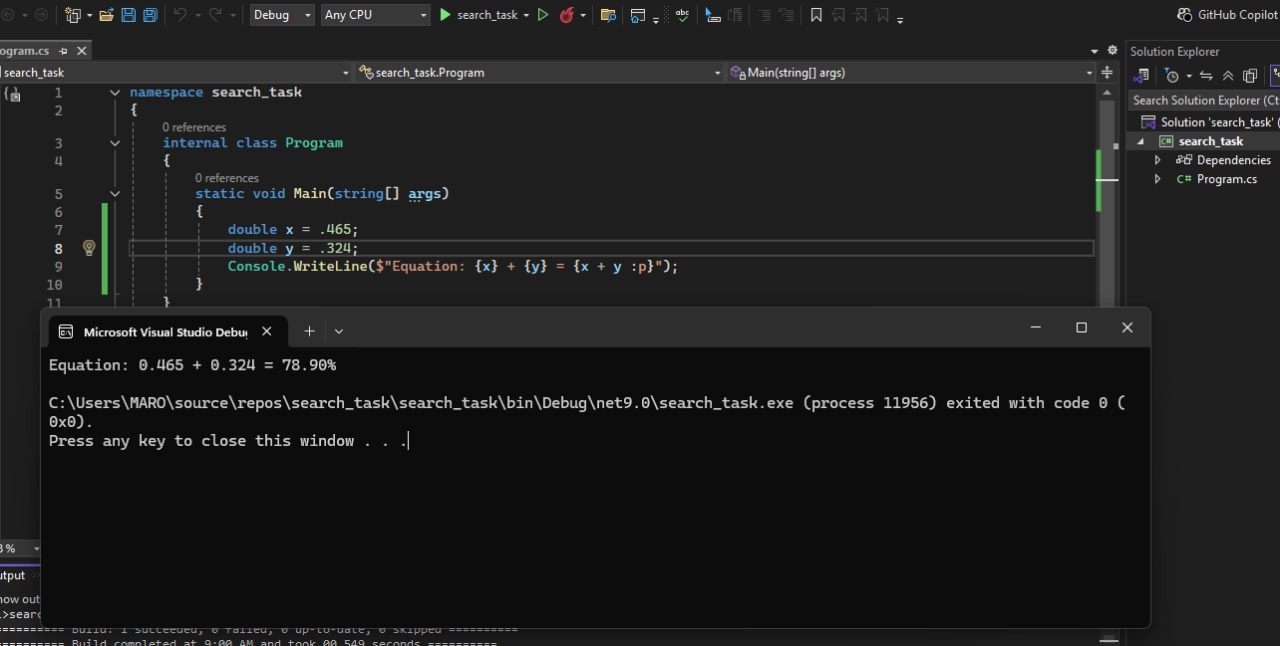 Debug
Any CPU
search_task
GitHub Copilot
ogram.cs
Solution Explorer
search_task
search_task.Program
Main(string[] args)
Search Solution Explorer (Ct
Solution 'search_task' (
search_task
Dependencies
C# Program.cs
1 namespace search_task
2 {
0 references
3 internal class Program
4 {
0 references
5 static void Main(string[] args)
6 {
7 double x = .465;
8 double y = .324;
9 Console.WriteLine($"Equation: {x} + {y} = {x + y :p}");
10 }
11 }
Microsoft Visual Studio Debug
Equation: 0.465 + 0.324 = 78.90%
C:\Users\MARO\source\repos\search_task\search_task\bin\Debug\net9.0\search_task.exe (process 11956) exited with code 0 (
0x0).
Press any key to close this window . . .
%
utput
how out
>searc
========== Build: 1 succeeded, 0 failed, 0 up-to-date, 0 skipped ==========
========== Build completed at 9:00 AM and took 00.549 seconds ==========